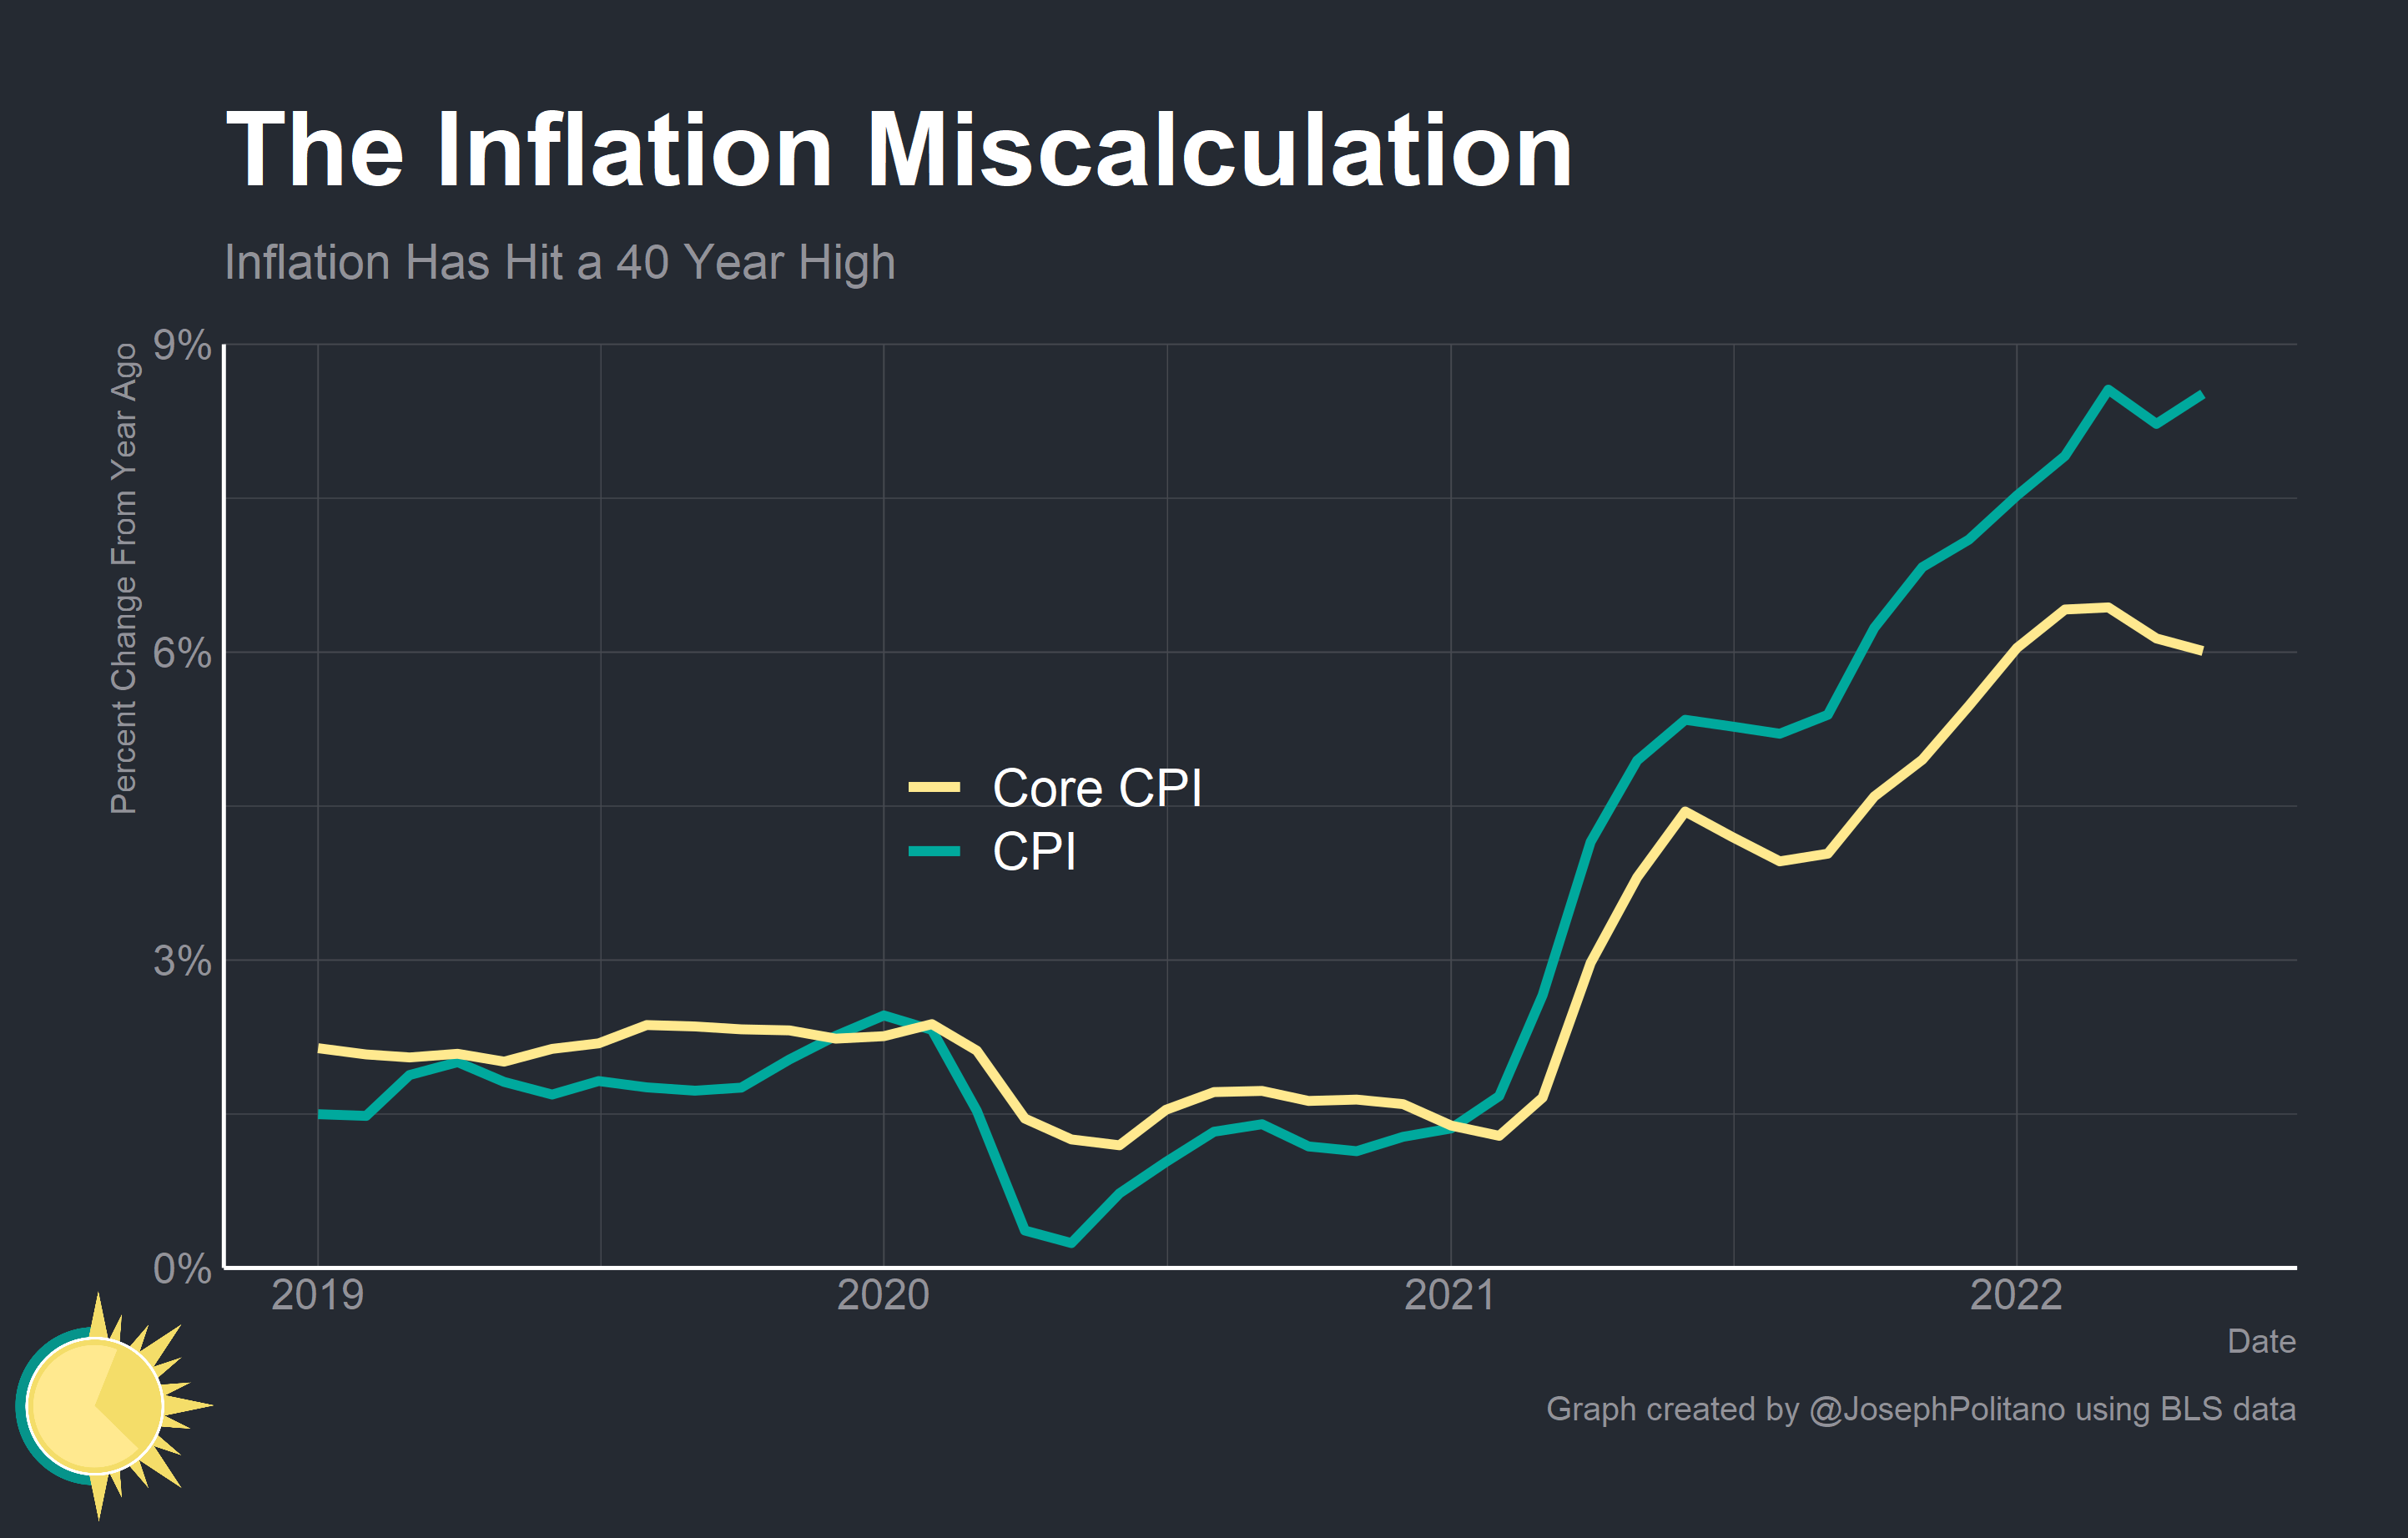 The Inflation Miscalculation
Inflation Has Hit a 40 Year High
Percent Change From Year Ago
9%
6%
3%
0%
Core CPI
CPI
2019
2020
2021
2022
Date
Graph created by @JosephPolitano using BLS data